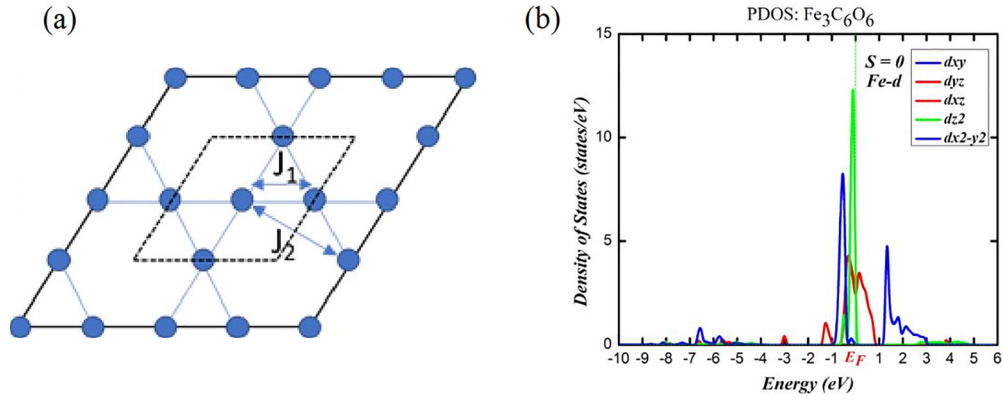 (a)
J1
J2
(b)
PDOS: Fe3C6O6
Density of States (states/eV)
15
10
5
0
S = 0
Fe-d
dxy
dyz
dxz
dz2
dx2-y2
-10 -9 -8 -7 -6 -5 -4 -3 -2 -1 EF 1 2 3 4 5 6
Energy (eV)